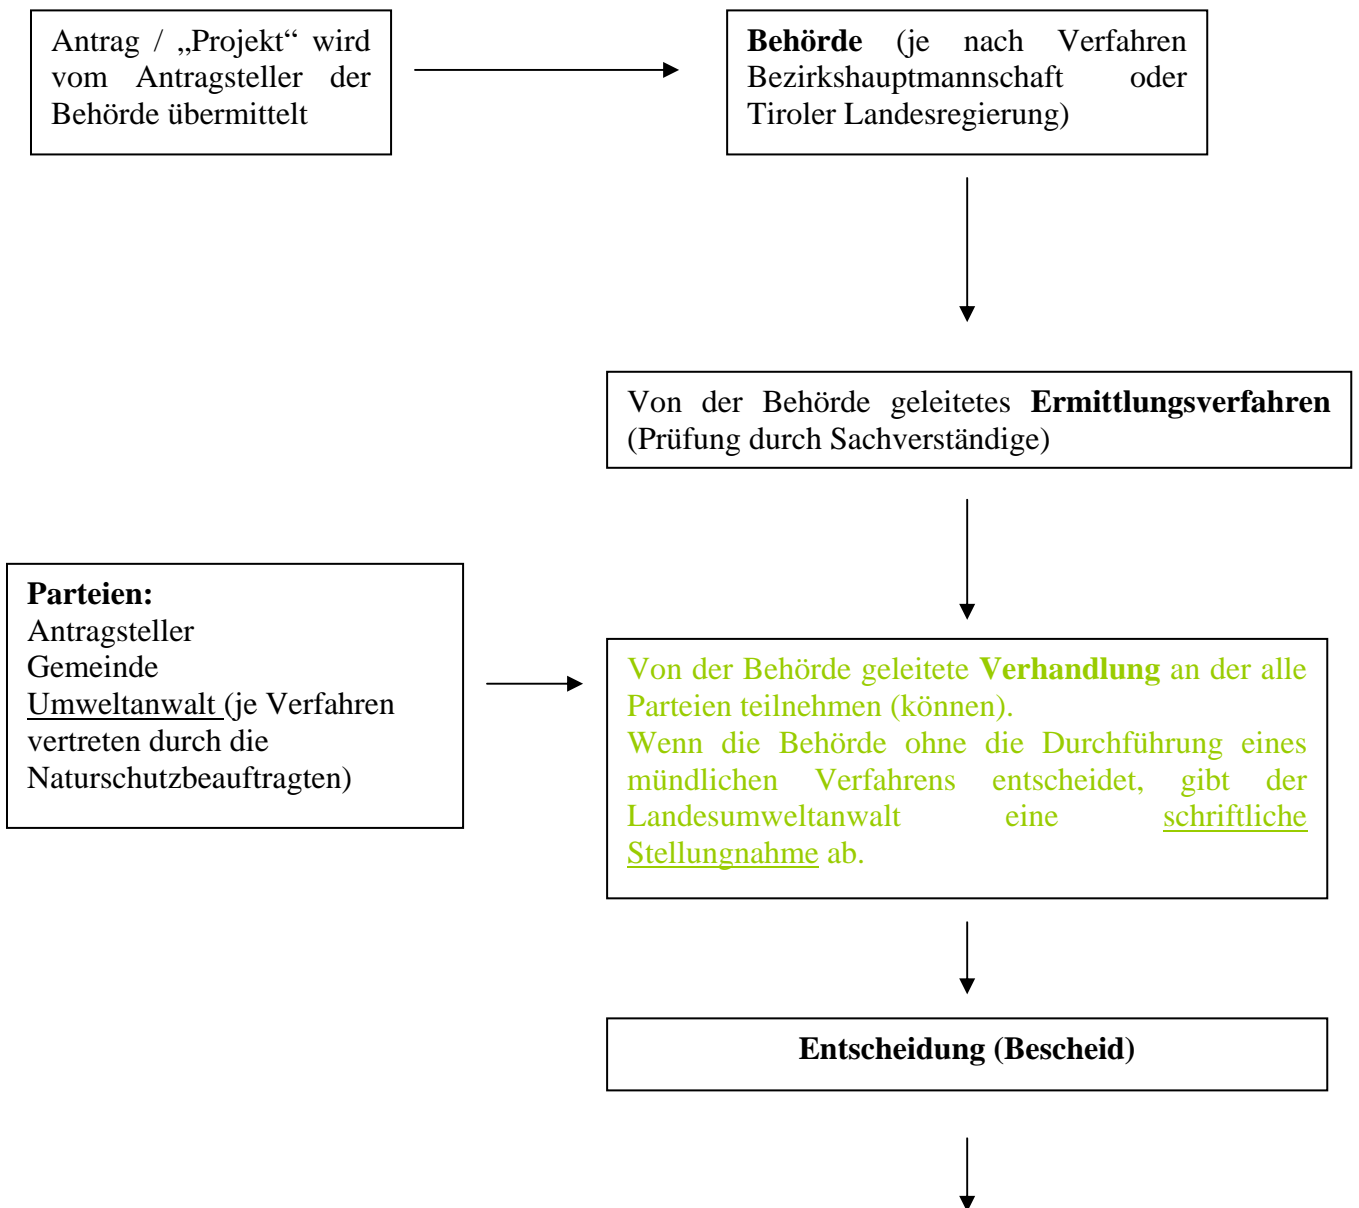 Antrag / „Projekt“ wird
vom Antragsteller der
Behörde übermittelt
Behörde (je nach Verfahren
Bezirkshauptmannschaft oder
Tiroler Landesregierung)
Von der Behörde geleitetes Ermittlungsverfahren
(Prüfung durch Sachverständige)
Parteien:
Antragsteller
Gemeinde
Umweltanwalt (je Verfahren
vertreten durch die
Naturschutzbeauftragten)
Von der Behörde geleitete Verhandlung an der alle
Parteien teilnehmen (können).
Wenn die Behörde ohne die Durchführung eines
mündlichen Verfahrens entscheidet, gibt der
Landesumweltanwalt eine schriftliche
Stellungnahme ab.
Entscheidung (Bescheid)